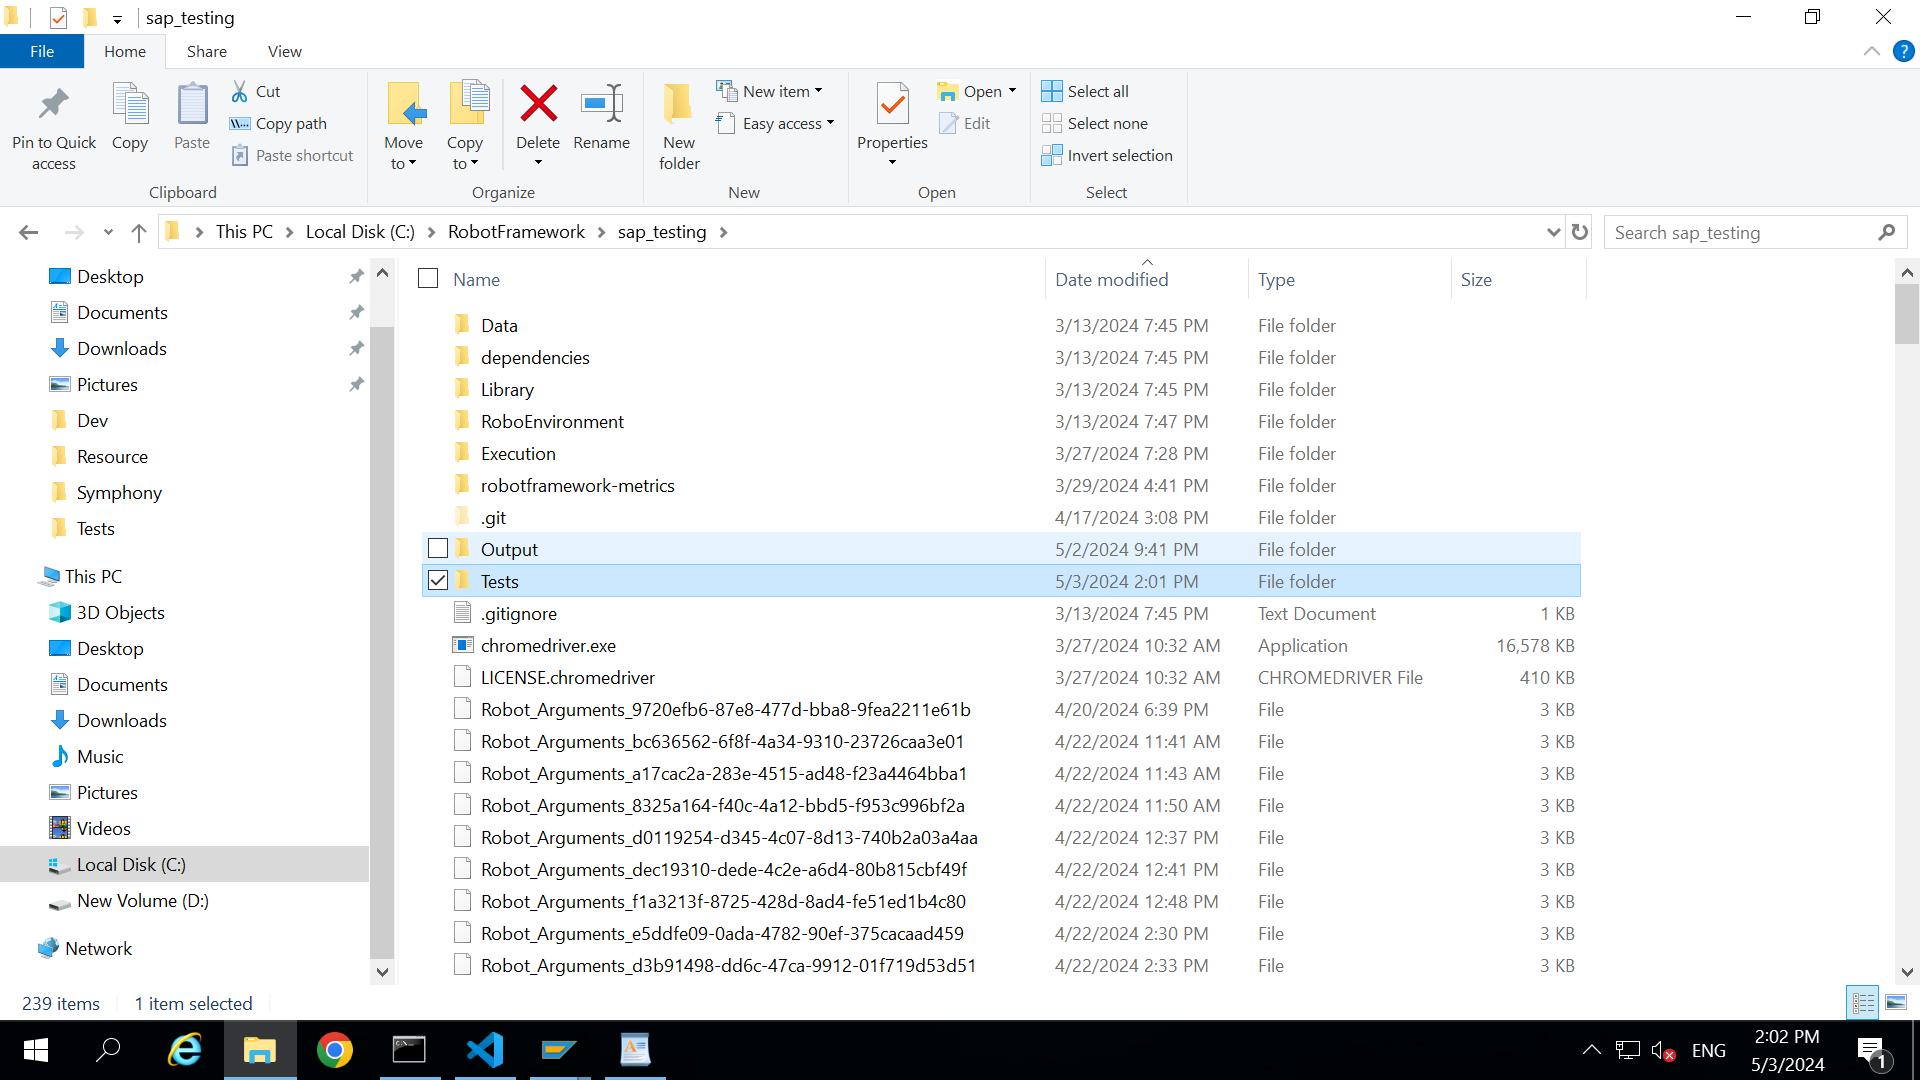 sap_testing
File Home Share View
Pin to Quick access
Copy
Paste
Cut
Copy path
Paste shortcut
Clipboard
Move to
Copy to
Delete
Rename
Organize
New folder
New item
Easy access
New
Properties
Open
Edit
Open
Select all
Select none
Invert selection
Select
This PC > Local Disk (C:) > RobotFramework > sap_testing >
Search sap_testing
Desktop
Documents
Downloads
Pictures
Dev
Resource
Symphony
Tests
This PC
3D Objects
Desktop
Documents
Downloads
Music
Pictures
Videos
Local Disk (C:)
New Volume (D:)
Network
Name Date modified Type Size
Data 3/13/2024 7:45 PM File folder
dependencies 3/13/2024 7:45 PM File folder
Library 3/13/2024 7:45 PM File folder
RoboEnvironment 3/13/2024 7:47 PM File folder
Execution 3/27/2024 7:28 PM File folder
robotframework-metrics 3/29/2024 4:41 PM File folder
.git 4/17/2024 3:08 PM File folder
Output 5/2/2024 9:41 PM File folder
Tests 5/3/2024 2:01 PM File folder
.gitignore 3/13/2024 7:45 PM Text Document 1 KB
chromedriver.exe 3/27/2024 10:32 AM Application 16,578 KB
LICENSE.chromedriver 3/27/2024 10:32 AM CHROMEDRIVER File 410 KB
Robot_Arguments_9720efb6-87e8-477d-bba8-9fea2211e61b 4/20/2024 6:39 PM File 3 KB
Robot_Arguments_bc636562-6f8f-4a34-9310-23726caa3e01 4/22/2024 11:41 AM File 3 KB
Robot_Arguments_a17cac2a-283e-4515-ad48-f23a4464bba1 4/22/2024 11:43 AM File 3 KB
Robot_Arguments_8325a164-f40c-4a12-bbd5-f953c996bf2a 4/22/2024 11:50 AM File 3 KB
Robot_Arguments_d0119254-d345-4c07-8d13-740b2a03a4aa 4/22/2024 12:37 PM File 3 KB
Robot_Arguments_dec19310-dede-4c2e-a6d4-80b815cbf49f 4/22/2024 12:41 PM File 3 KB
Robot_Arguments_f1a3213f-8725-428d-8ad4-fe51ed1b4c80 4/22/2024 12:48 PM File 3 KB
Robot_Arguments_e5ddfe09-0ada-4782-90ef-375cacaad459 4/22/2024 2:30 PM File 3 KB
Robot_Arguments_d3b91498-dd6c-47ca-9912-01f719d53d51 4/22/2024 2:33 PM File 3 KB
239 items 1 item selected
ENG
2:02 PM
5/3/2024
1